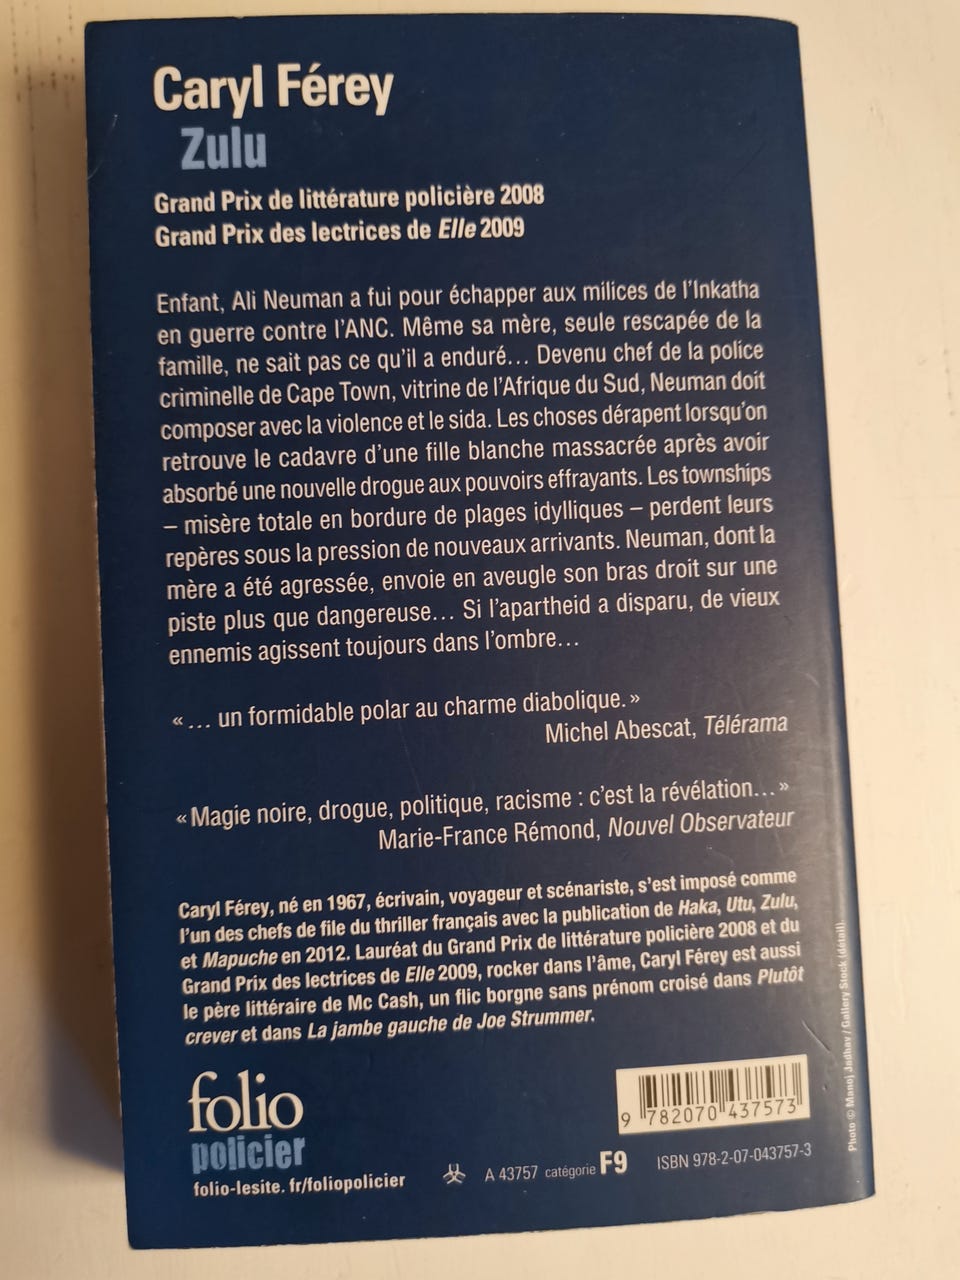 Caryl Férey
Zulu
Grand Prix de littérature policière 2008
Grand Prix des lectrices de Elle 2009
Enfant, Ali Neuman a fui pour échapper aux milices de l'Inkatha
en guerre contre l'ANC. Même sa mère, seule rescapée de la
famille, ne sait pas ce qu'il a enduré… Devenu chef de la police
criminelle de Cape Town, vitrine de l'Afrique du Sud, Neuman doit
composer avec la violence et le sida. Les choses dérapent lorsqu'on
retrouve le cadavre d'une fille blanche massacrée après avoir
absorbé une nouvelle drogue aux pouvoirs effrayants. Les townships
– misère totale en bordure de plages idylliques – perdent leurs
repères sous la pression de nouveaux arrivants. Neuman, dont la
mère a été agressée, envoie en aveugle son bras droit sur une
piste plus que dangereuse… Si l'apartheid a disparu, de vieux
ennemis agissent toujours dans l'ombre…
« … un formidable polar au charme diabolique. »
Michel Abescat, Télérama
« Magie noire, drogue, politique, racisme : c'est la révélation… »
Marie-France Rémond, Nouvel Observateur
Caryl Férey, né en 1967, écrivain, voyageur et scénariste, s'est imposé comme
l'un des chefs de file du thriller français avec la publication de Haka, Utu, Zulu,
et Mapuche en 2012. Lauréat du Grand Prix de littérature policière 2008 et du
Grand Prix des lectrices de Elle 2009, rocker dans l'âme, Caryl Férey est aussi
le père littéraire de Mc Cash, un flic borgne sans prénom croisé dans Plutôt
crever et dans La jambe gauche de Joe Strummer.
folio
policier
folio-lesite. fr/foliopolicier
9 782070 437573
A 43757 catégorie F9 ISBN 978-2-07-043757-3
Photo © Manoj Jadhav / Gallery Stock (détail).